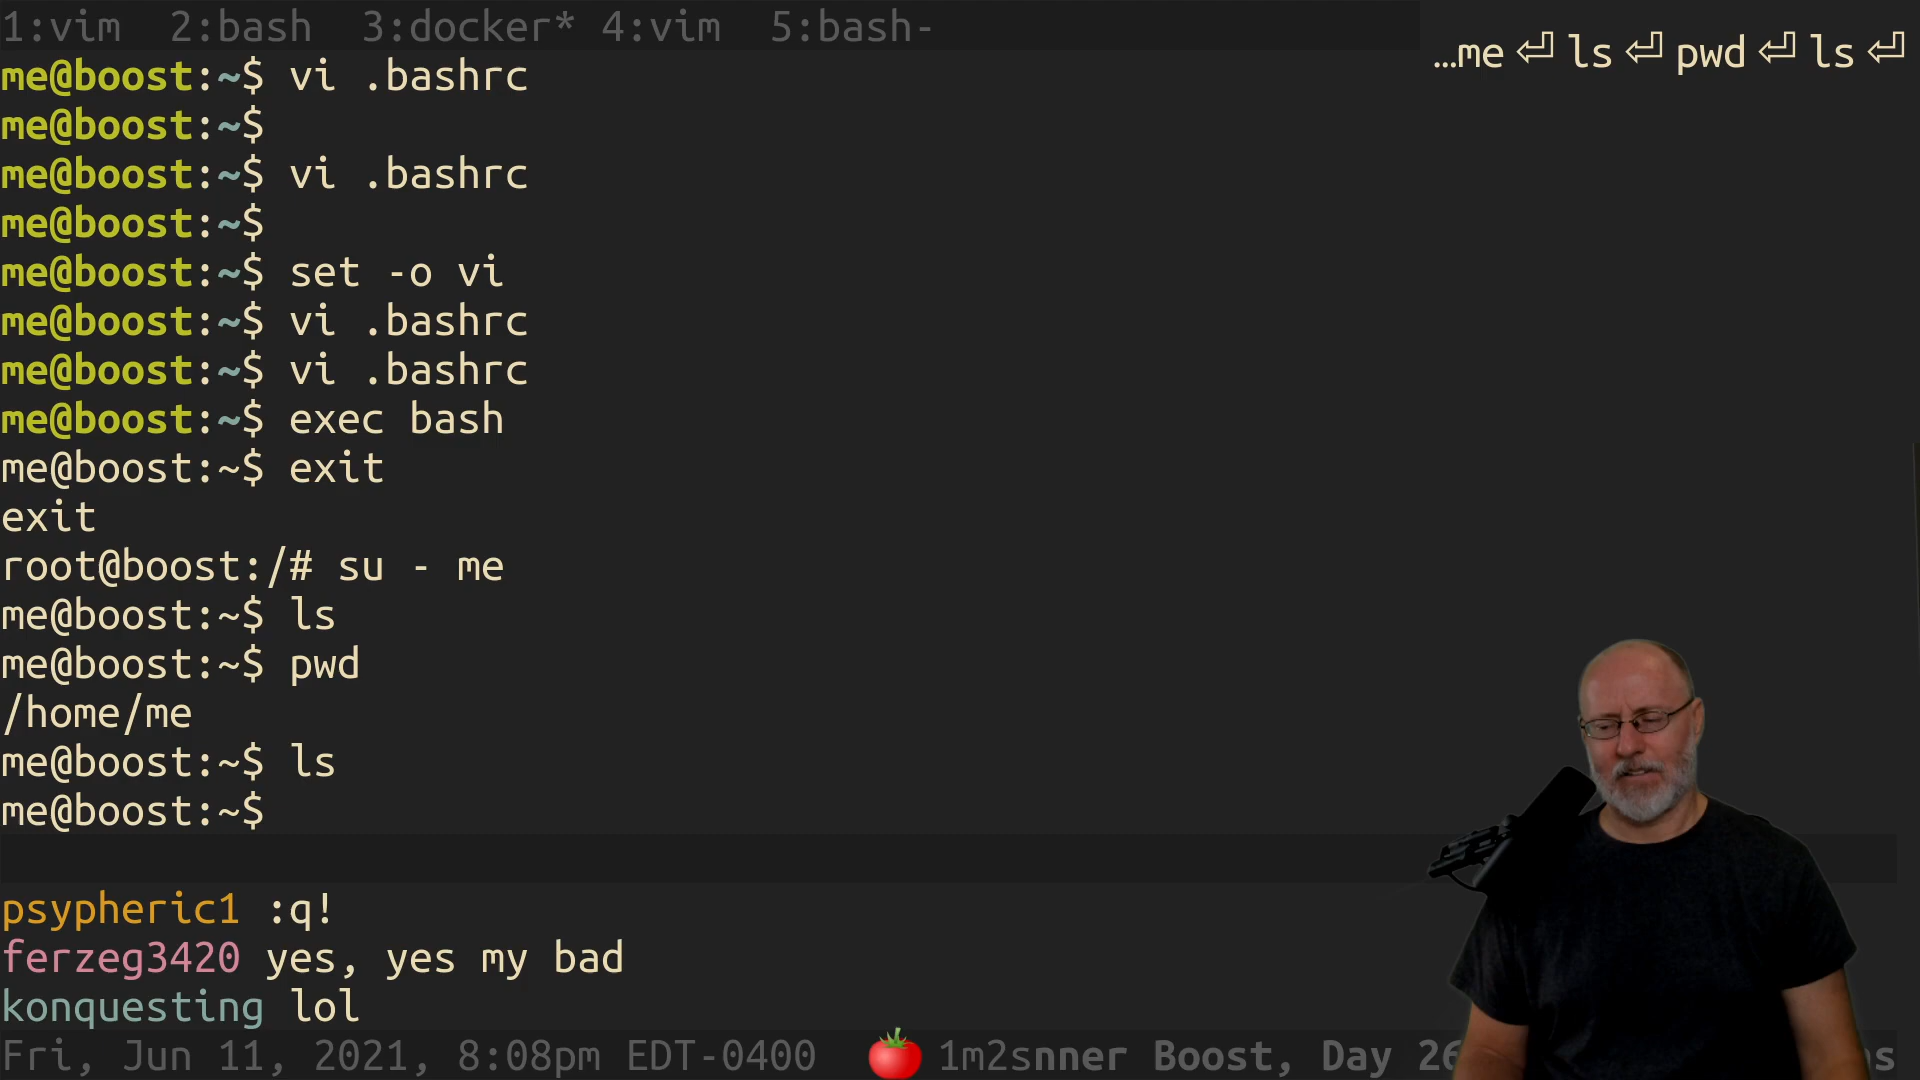 1:vim  2:bash  3:docker* 4:vim  5:bash-
…me ⏎ ls ⏎ pwd ⏎ ls ⏎
me@boost:~$ vi .bashrc
me@boost:~$
me@boost:~$ vi .bashrc
me@boost:~$
me@boost:~$ set -o vi
me@boost:~$ vi .bashrc
me@boost:~$ vi .bashrc
me@boost:~$ exec bash
me@boost:~$ exit
exit
root@boost:/# su - me
me@boost:~$ ls
me@boost:~$ pwd
/home/me
me@boost:~$ ls
me@boost:~$
psypheric1 :q!
ferzeg3420 yes, yes my bad
konquesting lol
Fri, Jun 11, 2021, 8:08pm EDT-0400 🍅 1m2snner Boost, Day 26